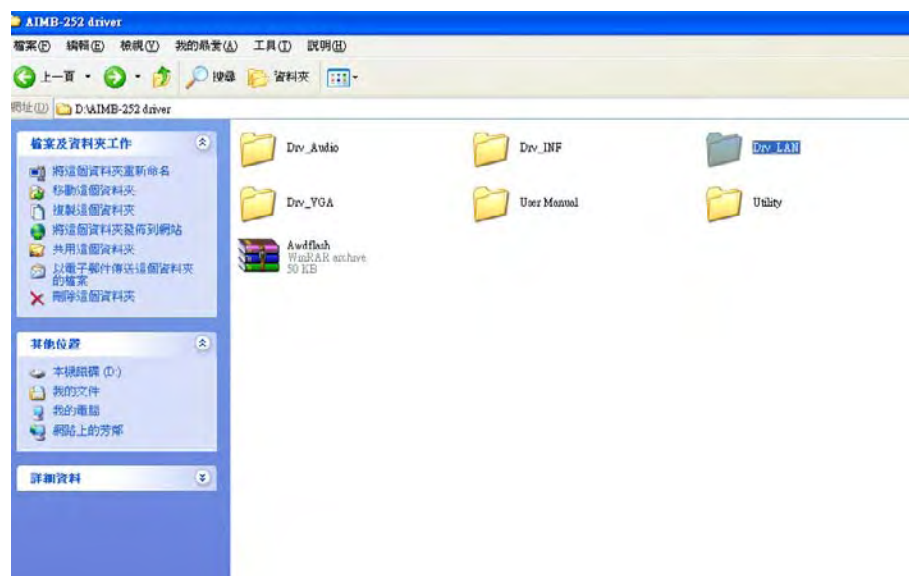 AIMB-252 driver
檔案(F) 編輯(E) 檢視(V) 我的最愛(A) 工具(T) 說明(H)
上一頁 搜尋 資料夾
網址(D) D:\AIMB-252 driver
檔案及資料夾工作
將這個資料夾重新命名
移動這個資料夾
複製這個資料夾
將這個資料夾發佈到網站
共用這個資料夾
以電子郵件傳送這個資料夾
的檔案
刪除這個資料夾
其他位置
本機磁碟 (D:)
我的文件
我的電腦
網路上的芳鄰
詳細資料
Drv_Audio
Drv_INF
Drv_LAN
Drv_VGA
User Manual
Utility
Awdflash
WinRAR archive
50 KB